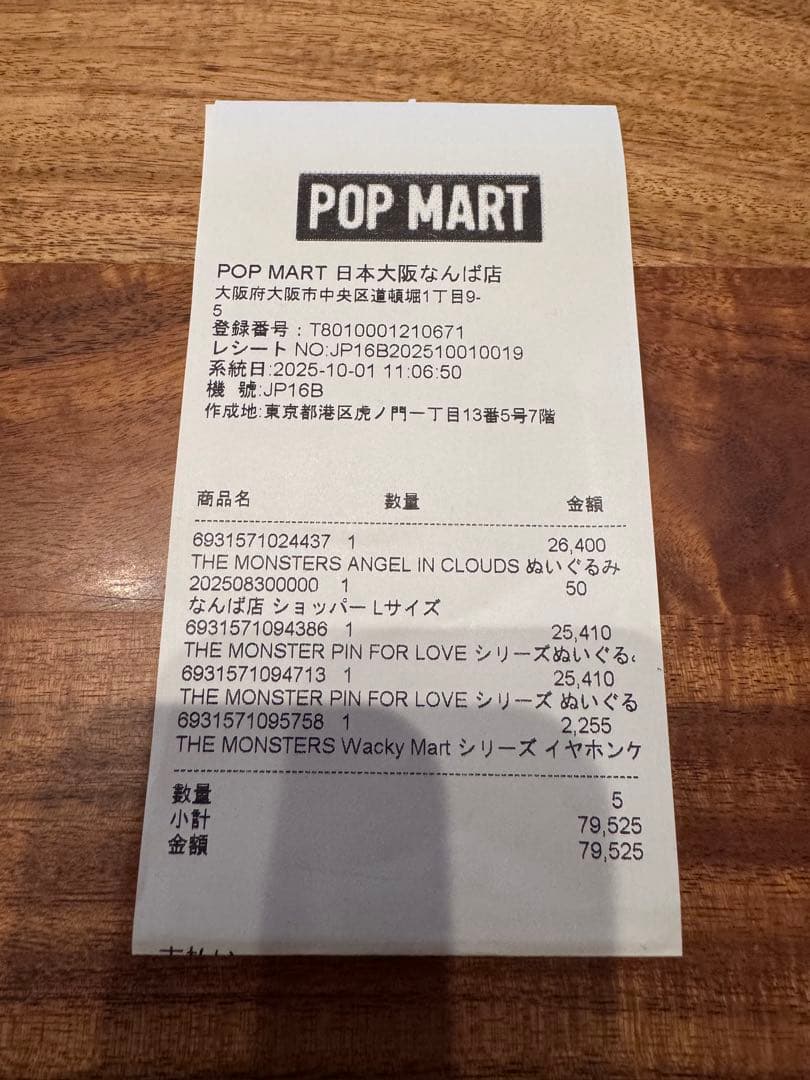 POP MART
POP MART 日本大阪なんば店
大阪府大阪市中央区道頓堀1丁目9-
5
登録番号：T8010001210671
レシート NO:JP16B202510010019
系統日:2025-10-01 11:06:50
機 號:JP16B
作成地:東京都港区虎ノ門一丁目13番5号7階
商品名 數量 金額
6931571024437 1 26,400
THE MONSTERS ANGEL IN CLOUDS ぬいぐるみ
202508300000 1 50
なんば店 ショッパー Lサイズ
6931571094386 1 25,410
THE MONSTER PIN FOR LOVE シリーズぬいぐる
6931571094713 1 25,410
THE MONSTER PIN FOR LOVE シリーズ ぬいぐる
6931571095758 1 2,255
THE MONSTERS Wacky Mart シリーズ イヤホンケ
數量 5
小計 79,525
金額 79,525